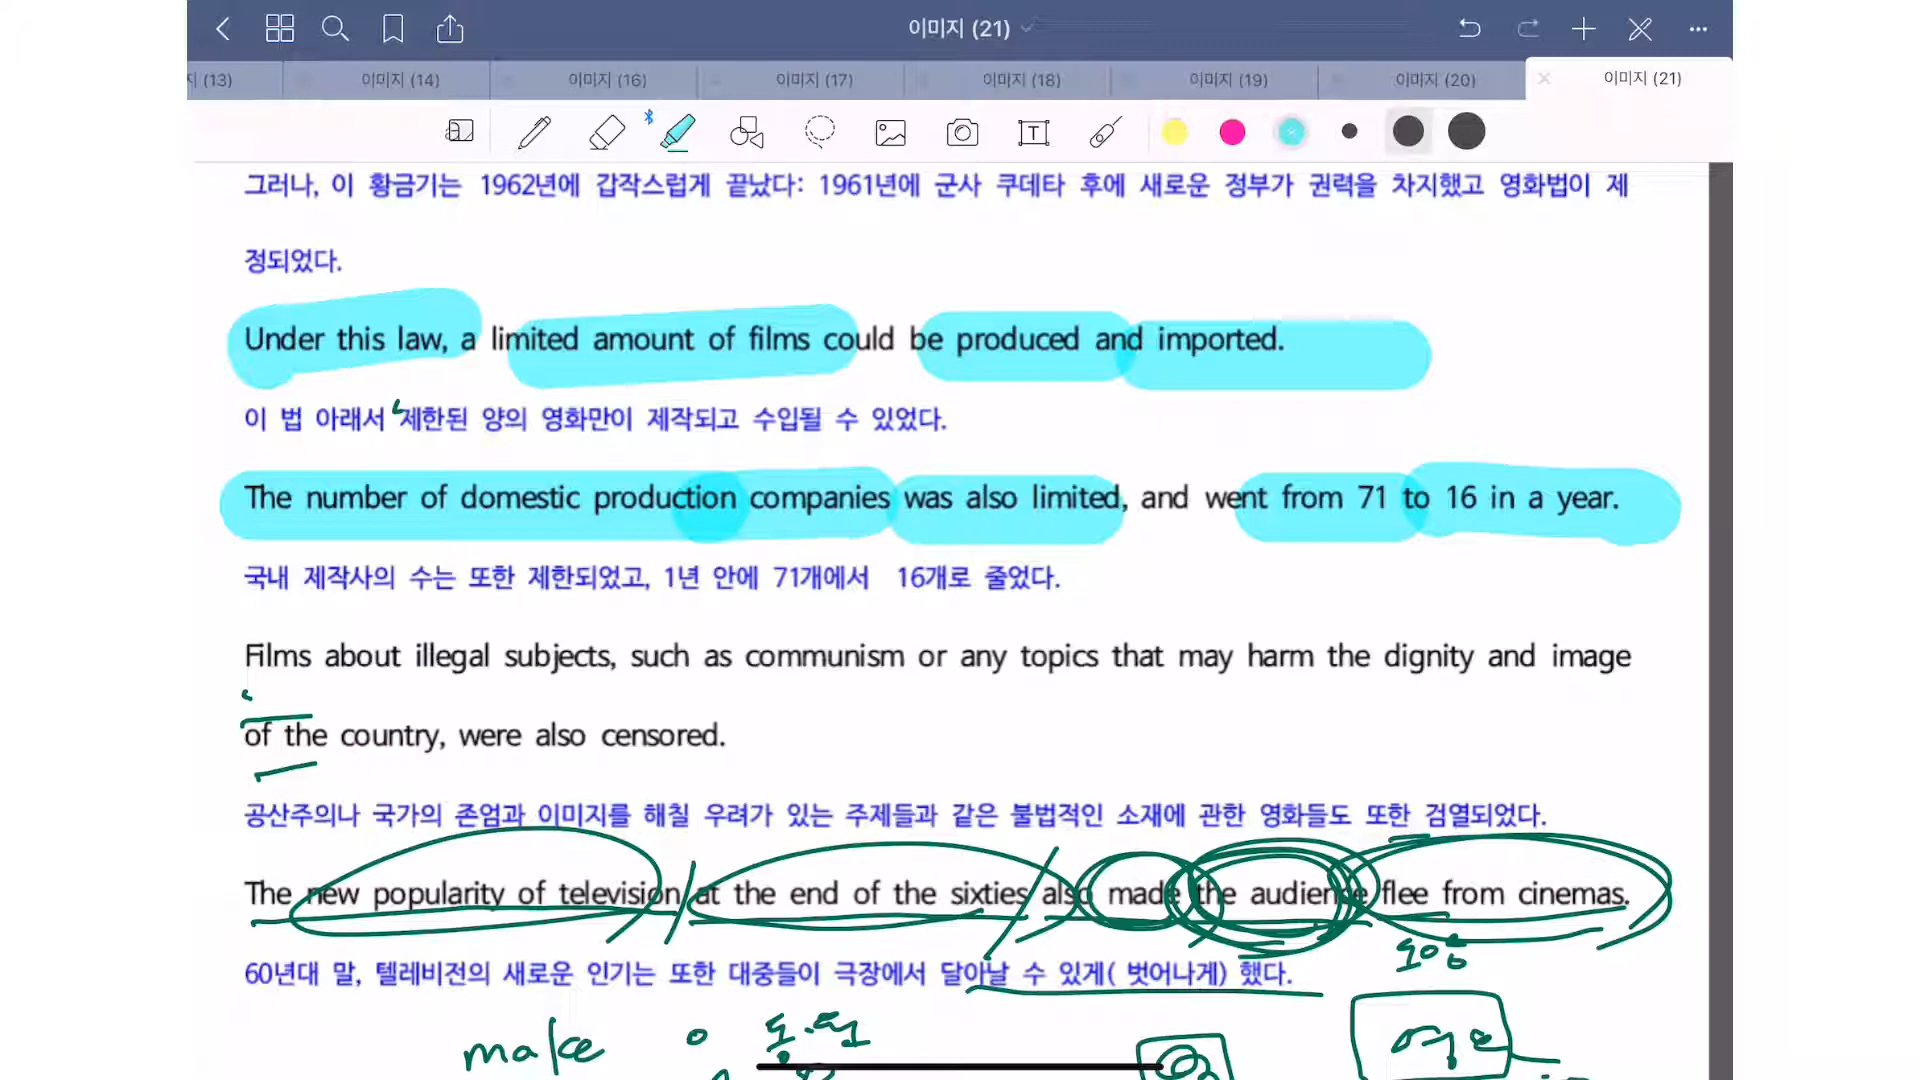 이미지 (21)
지 (13) 이미지 (14) 이미지 (16) 이미지 (17) 이미지 (18) 이미지 (19) 이미지 (20) 이미지 (21)
그러나, 이 황금기는 1962년에 갑작스럽게 끝났다: 1961년에 군사 쿠데타 후에 새로운 정부가 권력을 차지했고 영화법이 제
정되었다.
Under this law, a limited amount of films could be produced and imported.
이 법 아래서 제한된 양의 영화만이 제작되고 수입될 수 있었다.
The number of domestic production companies was also limited, and went from 71 to 16 in a year.
국내 제작사의 수는 또한 제한되었고, 1년 안에 71개에서 16개로 줄었다.
Films about illegal subjects, such as communism or any topics that may harm the dignity and image
of the country, were also censored.
공산주의나 국가의 존엄과 이미지를 해칠 우려가 있는 주제들과 같은 불법적인 소재에 관한 영화들도 또한 검열되었다.
The new popularity of television at the end of the sixties also made the audience flee from cinemas.
60년대 말, 텔레비전의 새로운 인기는 또한 대중들이 극장에서 달아날 수 있게( 벗어나게) 했다.
make